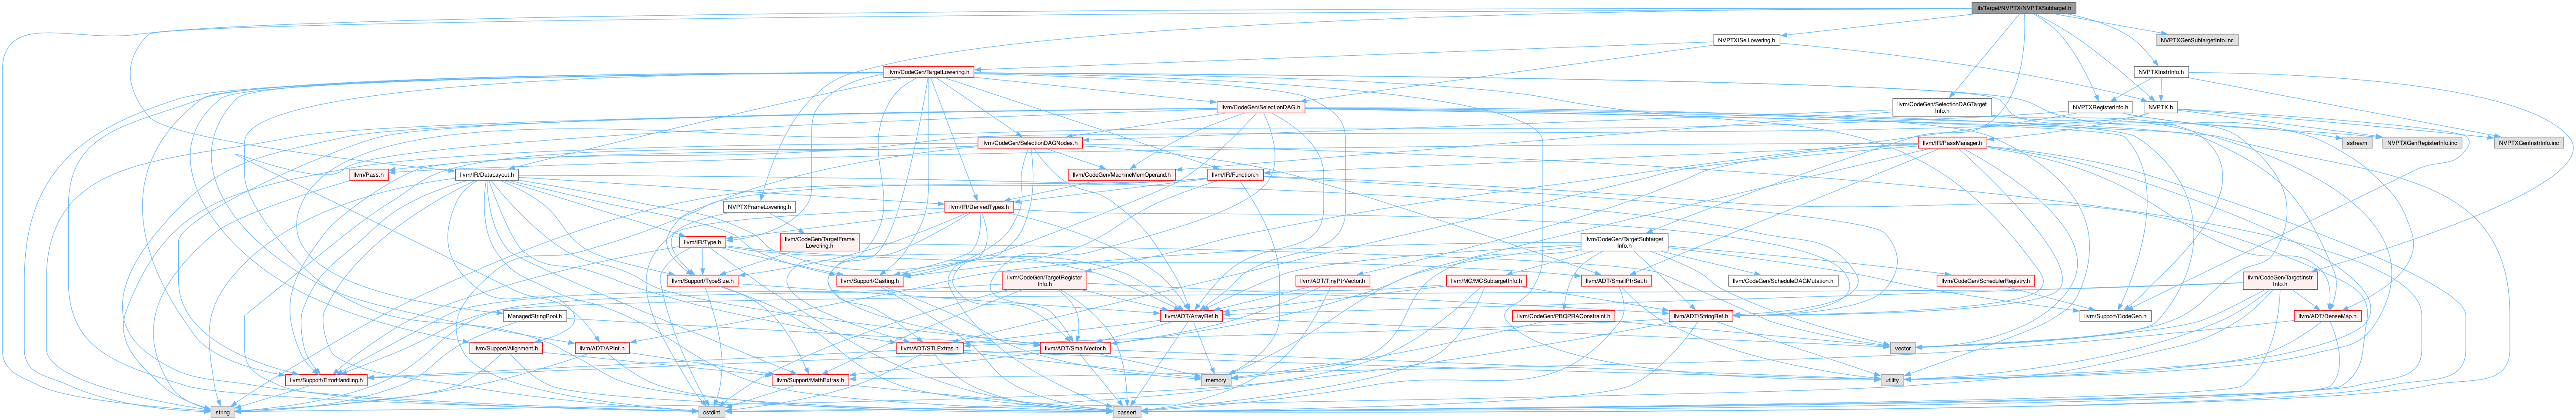 lib/Target/NVPTX/NVPTXSubtarget.h
NVPTXISelLowering.h
NVPTXGenSubtargetInfo.inc
llvm/CodeGen/TargetLowering.h
NVPTXInstrInfo.h
llvm/CodeGen/SelectionDAG.h
llvm/CodeGen/SelectionDAGTarget
Info.h
NVPTXRegisterInfo.h
NVPTX.h
llvm/CodeGen/SelectionDAGNodes.h
llvm/IR/PassManager.h
sstream
NVPTXGenRegisterInfo.inc
NVPTXGenInstrInfo.inc
llvm/Pass.h
llvm/IR/DataLayout.h
llvm/CodeGen/MachineMemOperand.h
llvm/IR/Function.h
NVPTXFrameLowering.h
llvm/IR/DerivedTypes.h
llvm/IR/Type.h
llvm/CodeGen/TargetFrame
Lowering.h
llvm/CodeGen/TargetSubtarget
Info.h
llvm/Support/TypeSize.h
llvm/Support/Casting.h
llvm/CodeGen/TargetRegister
Info.h
llvm/ADT/TinyPtrVector.h
llvm/MC/MCSubtargetInfo.h
llvm/ADT/SmallPtrSet.h
llvm/CodeGen/ScheduleDAGMutation.h
llvm/CodeGen/SchedulerRegistry.h
llvm/CodeGen/TargetInstr
Info.h
ManagedStringPool.h
llvm/ADT/ArrayRef.h
llvm/CodeGen/PBQPRAConstraint.h
llvm/ADT/StringRef.h
llvm/Support/CodeGen.h
llvm/ADT/DenseMap.h
llvm/Support/Alignment.h
llvm/ADT/APInt.h
llvm/ADT/STLExtras.h
llvm/ADT/SmallVector.h
vector
llvm/Support/ErrorHandling.h
llvm/Support/MathExtras.h
memory
utility
string
cstdint
cassert